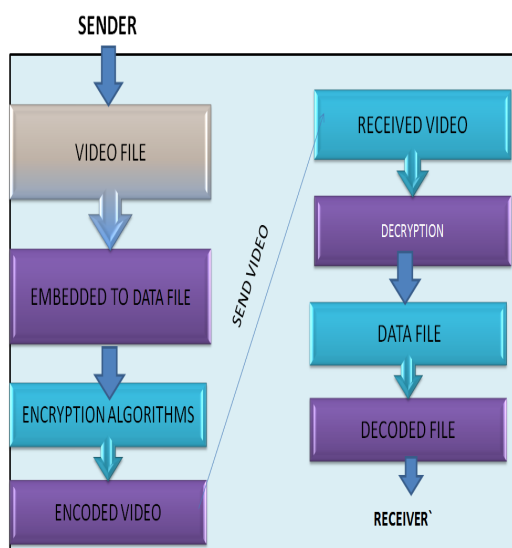 SENDER
VIDEO FILE
EMBEDDED TO DATA FILE
ENCRYPTION ALGORITHMS
ENCODED VIDEO
SEND VIDEO
RECEIVED VIDEO
DECRYPTION
DATA FILE
DECODED FILE
RECEIVER`